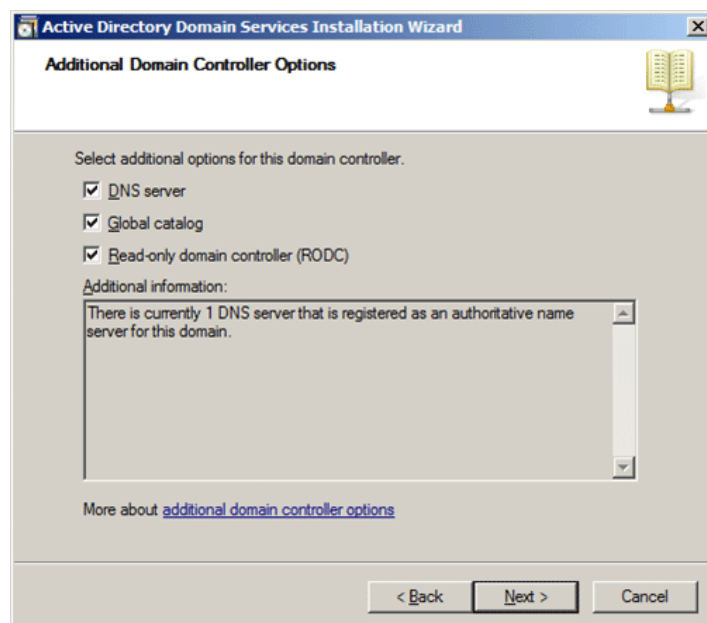 Active Directory Domain Services Installation Wizard
Additional Domain Controller Options
Select additional options for this domain controller.
DNS server
Global catalog
Read-only domain controller (RODC)
Additional information:
There is currently 1 DNS server that is registered as an authoritative name
server for this domain.
More about additional domain controller options
< Back Next > Cancel